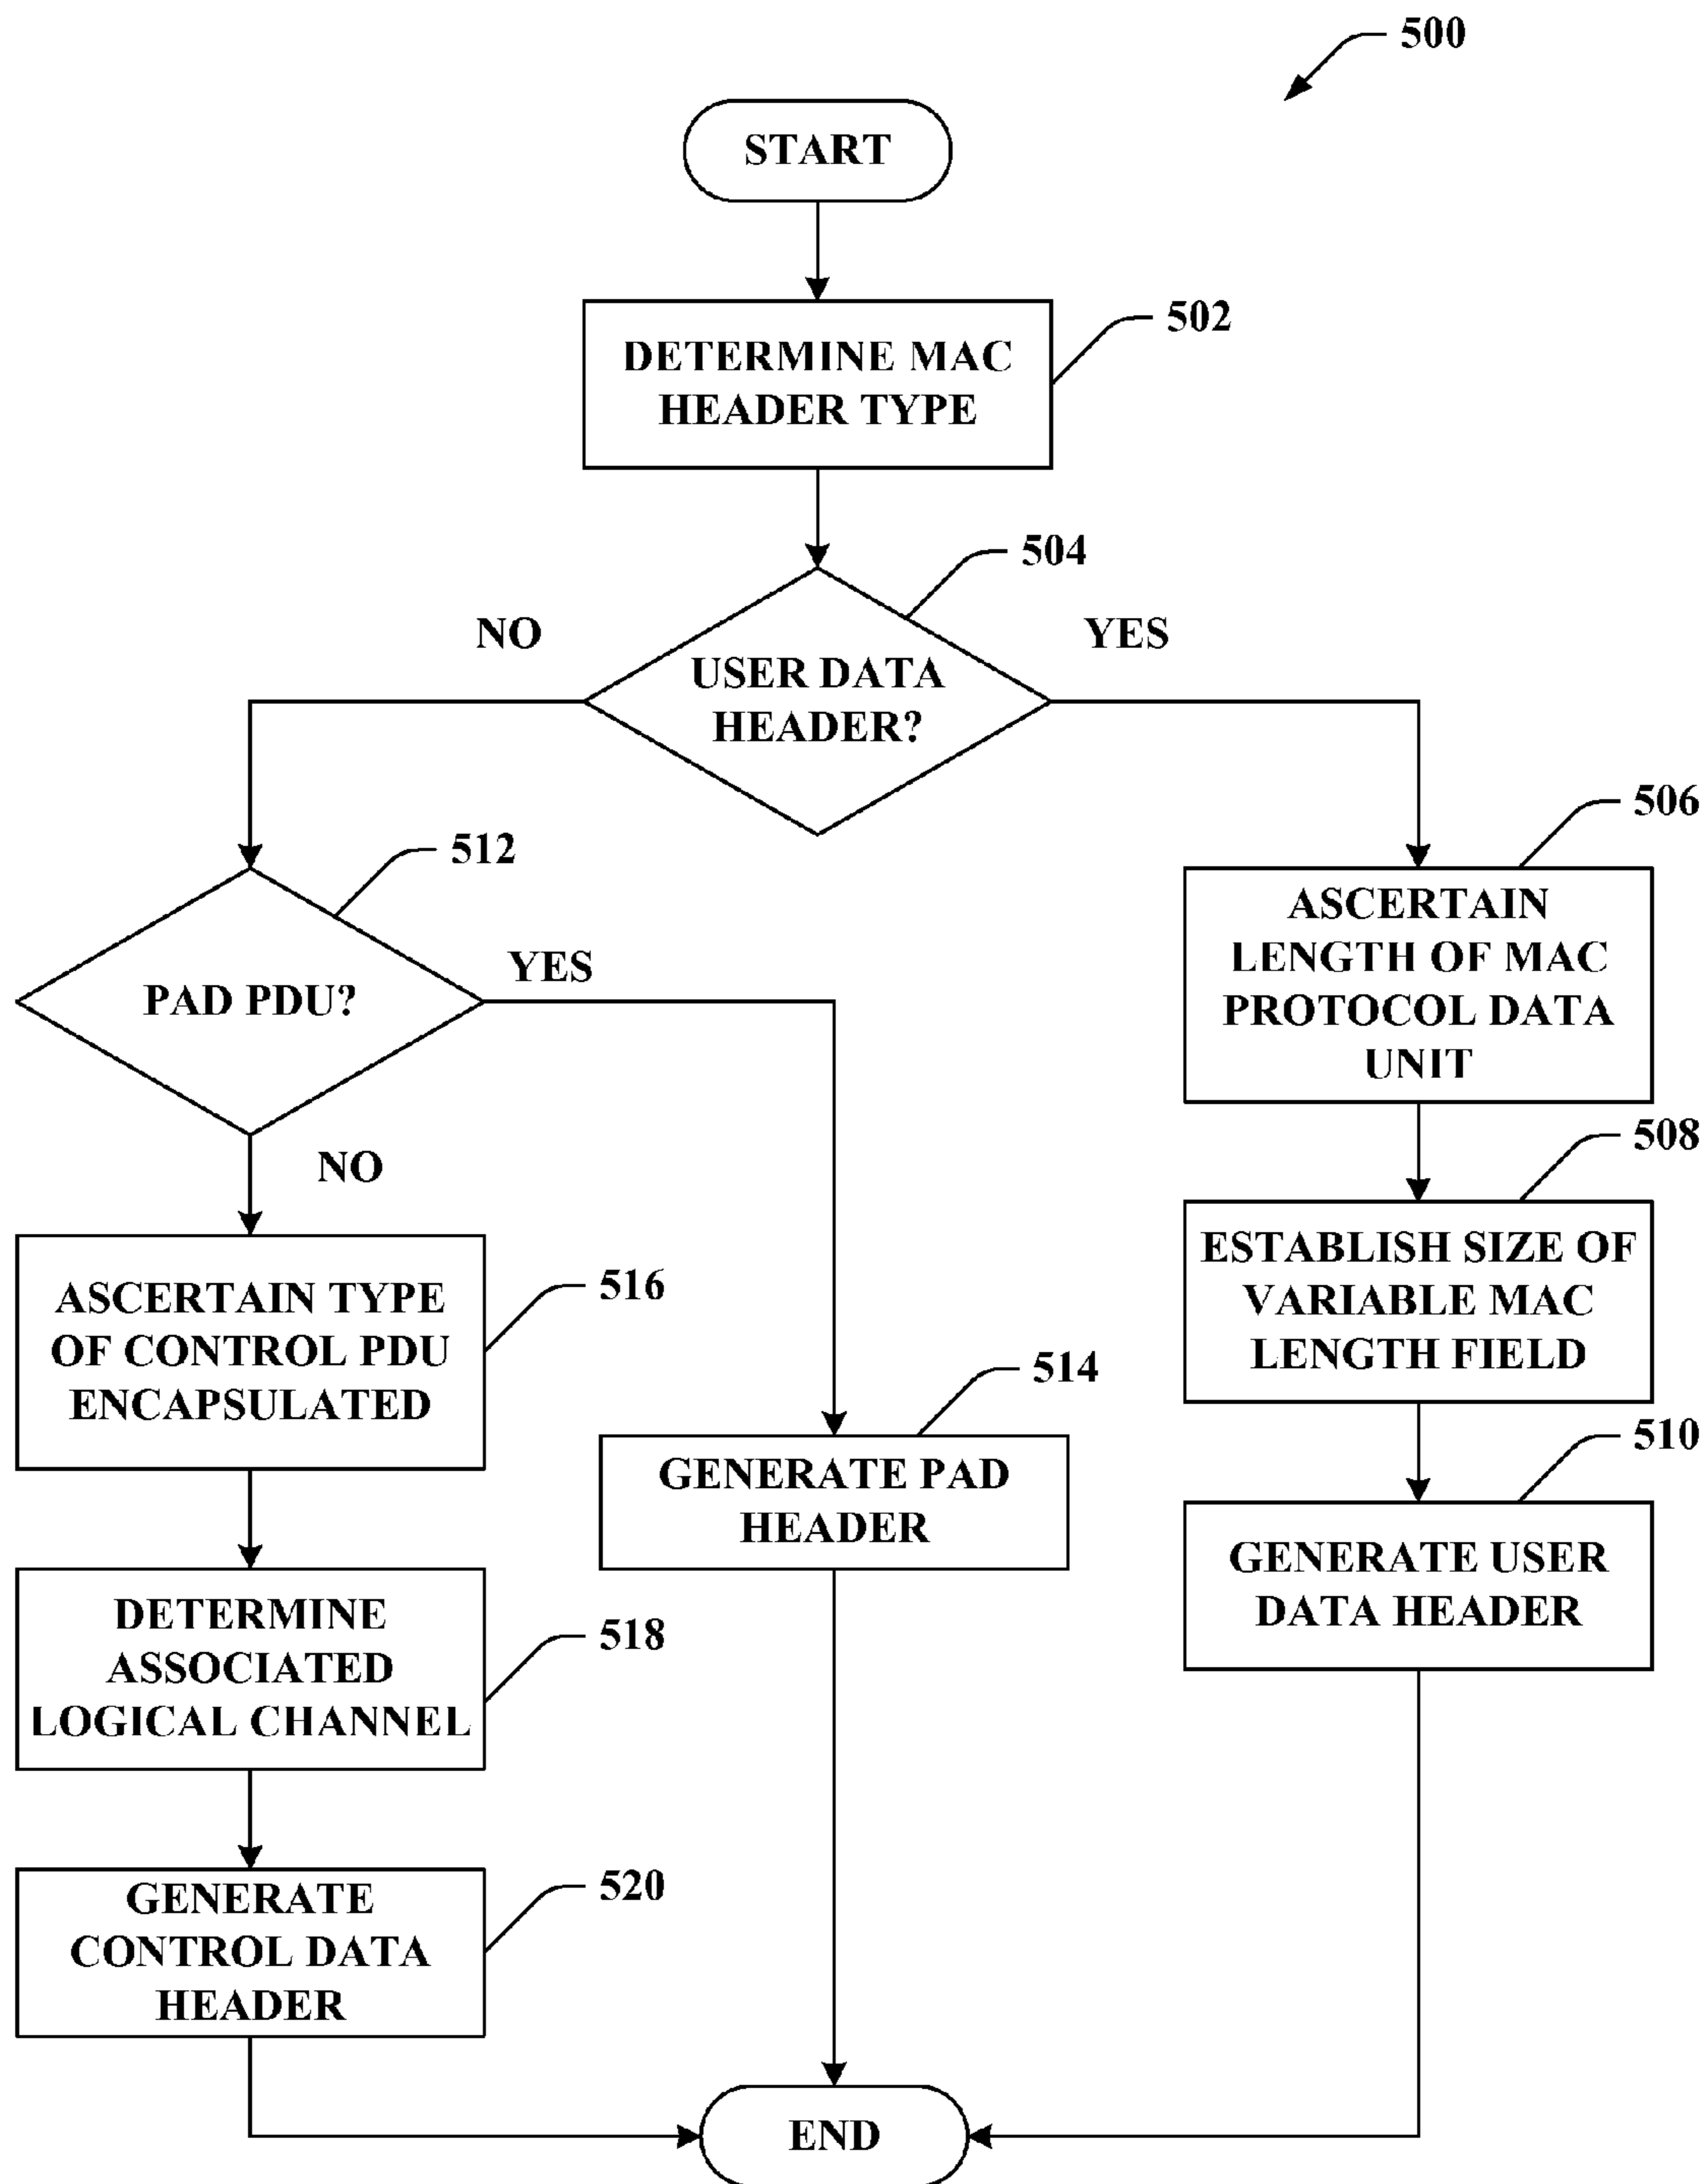 500
START
502
DETERMINE MAC
HEADER TYPE
504
NO
YES
USER DATA
HEADER?
506
512
ASCERTAIN
LENGTH OF MAC
PROTOCOL DATA
UNIT
YES
PAD PDU?
NO
508
ESTABLISH SIZE OF
VARIABLE MAC
LENGTH FIELD
516
ASCERTAIN TYPE
OF CONTROL PDU
ENCAPSULATED
514
GENERATE PAD
HEADER
510
GENERATE USER
DATA HEADER
518
DETERMINE
ASSOCIATED
LOGICAL CHANNEL
520
GENERATE
CONTROL DATA
HEADER
END